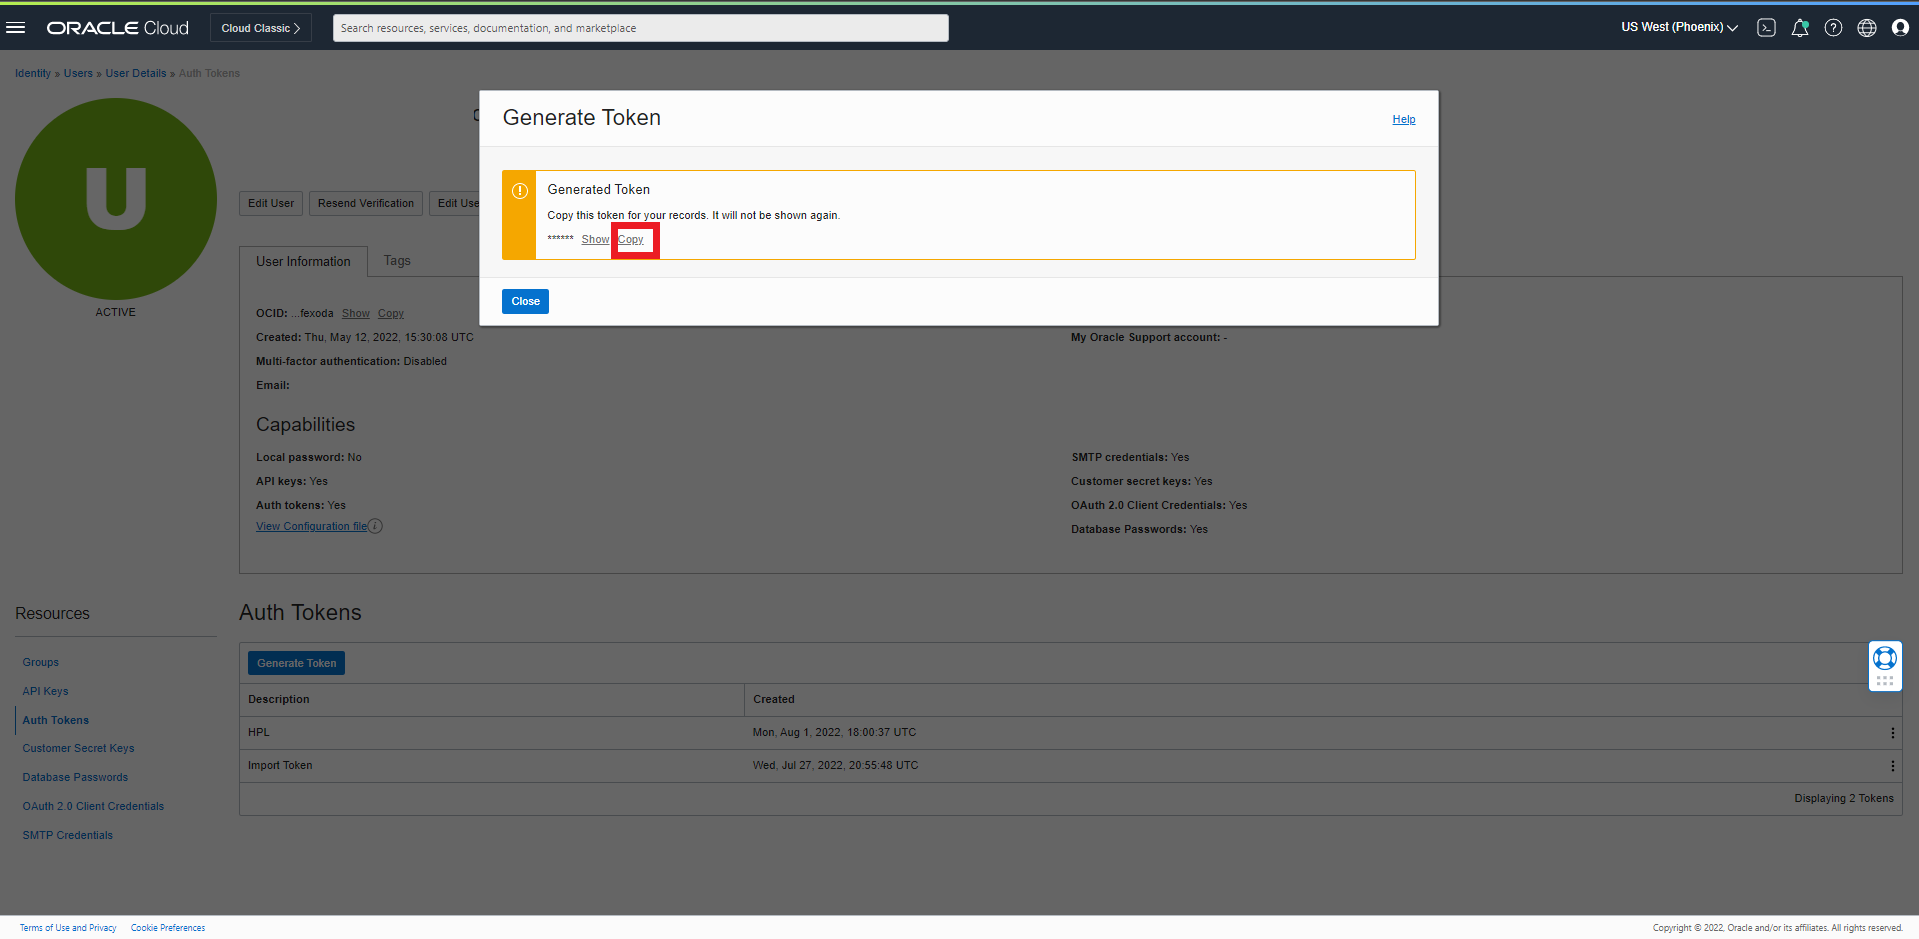 ORACLE Cloud
Cloud Classic
Search resources, services, documentation, and marketplace
US West (Phoenix)
Identity » Users » User Details » Auth Tokens
U
ACTIVE
Edit User
Resend Verification
Edit Use
Generate Token
Help
Generated Token
Copy this token for your records. It will not be shown again.
****** Show Copy
Close
User Information
Tags
OCID: ...fexoda Show Copy
Created: Thu, May 12, 2022, 15:30:08 UTC
Multi-factor authentication: Disabled
Email:
My Oracle Support account: -
Capabilities
Local password: No
API keys: Yes
Auth tokens: Yes
View Configuration file
SMTP credentials: Yes
Customer secret keys: Yes
OAuth 2.0 Client Credentials: Yes
Database Passwords: Yes
Resources
Groups
API Keys
Auth Tokens
Customer Secret Keys
Database Passwords
OAuth 2.0 Client Credentials
SMTP Credentials
Auth Tokens
Generate Token
Description Created
HPL Mon, Aug 1, 2022, 18:00:37 UTC
Import Token Wed, Jul 27, 2022, 20:55:48 UTC
Displaying 2 Tokens
Terms of Use and Privacy Cookie Preferences
Copyright © 2022, Oracle and/or its affiliates. All rights reserved.